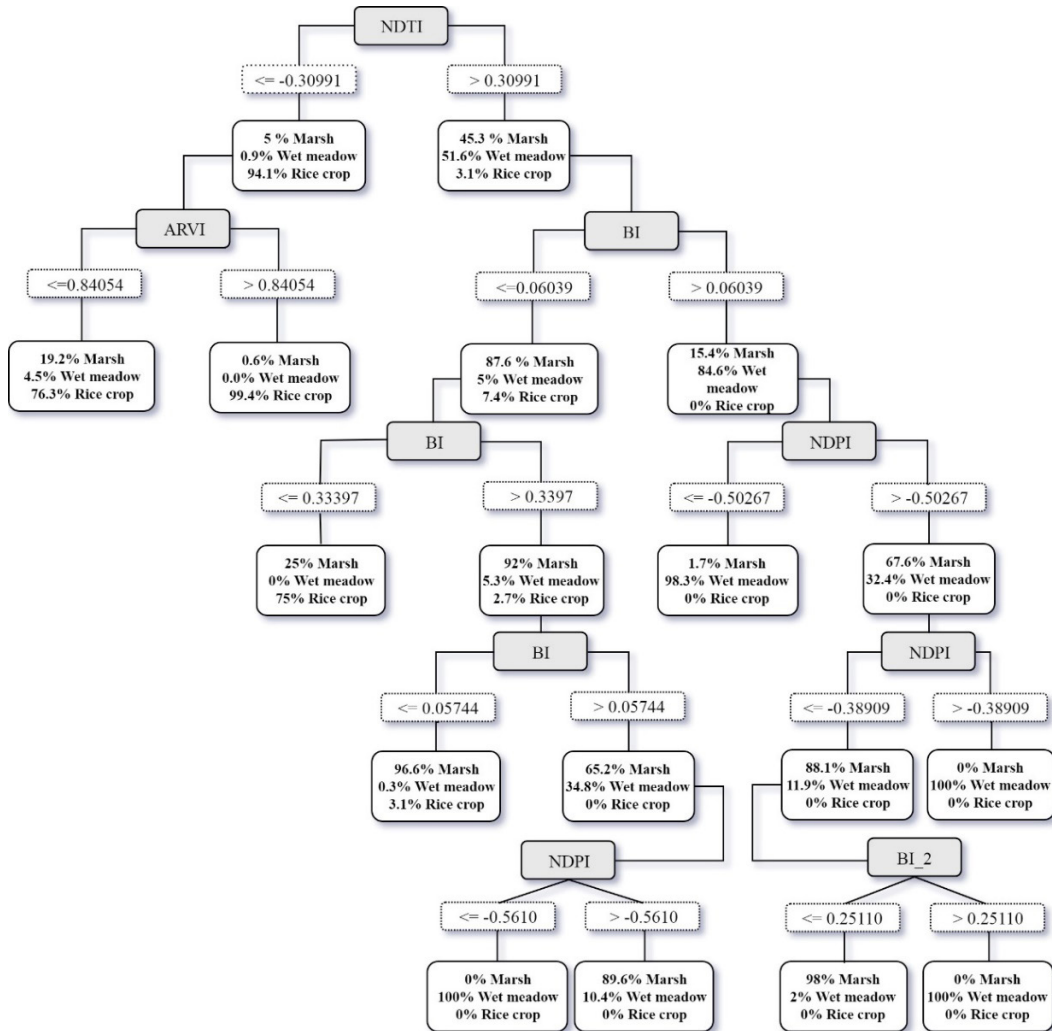 NDTI
<= -0.30991
> 0.30991
5 % Marsh
0.9% Wet meadow
94.1% Rice crop
45.3 % Marsh
51.6% Wet meadow
3.1% Rice crop
ARVI
BI
<=0.84054
> 0.84054
<=0.06039
> 0.06039
19.2% Marsh
4.5% Wet meadow
76.3% Rice crop
0.6% Marsh
0.0% Wet meadow
99.4% Rice crop
87.6 % Marsh
5% Wet meadow
7.4% Rice crop
15.4% Marsh
84.6% Wet
meadow
0% Rice crop
BI
NDPI
<= 0.33397
> 0.3397
<= -0.50267
> -0.50267
25% Marsh
0% Wet meadow
75% Rice crop
92% Marsh
5.3% Wet meadow
2.7% Rice crop
1.7% Marsh
98.3% Wet meadow
0% Rice crop
67.6% Marsh
32.4% Wet meadow
0% Rice crop
BI
NDPI
<= 0.05744
> 0.05744
<= -0.38909
> -0.38909
96.6% Marsh
0.3% Wet meadow
3.1% Rice crop
65.2% Marsh
34.8% Wet meadow
0% Rice crop
88.1% Marsh
11.9% Wet meadow
0% Rice crop
0% Marsh
100% Wet meadow
0% Rice crop
NDPI
BI_2
<= -0.5610
> -0.5610
<= 0.25110
> 0.25110
0% Marsh
100% Wet meadow
0% Rice crop
89.6% Marsh
10.4% Wet meadow
0% Rice crop
98% Marsh
2% Wet meadow
0% Rice crop
0% Marsh
100% Wet meadow
0% Rice crop